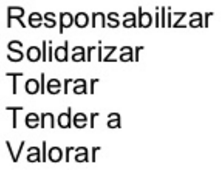 Responsabilizar
Solidarizar
Tolerar
Tender a
Valorar